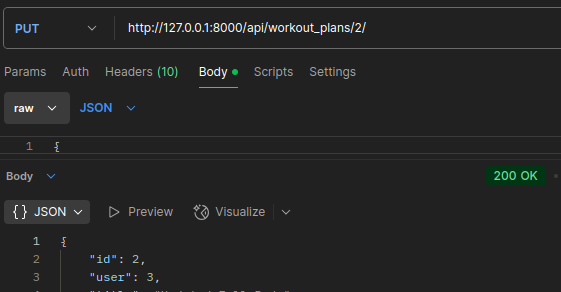 PUT http://127.0.0.1:8000/api/workout_plans/2/
Params Auth Headers (10) Body Scripts Settings
raw JSON
1 {
Body 200 OK
{} JSON Preview Visualize
1 {
2 "id": 2,
3 "user": 3,